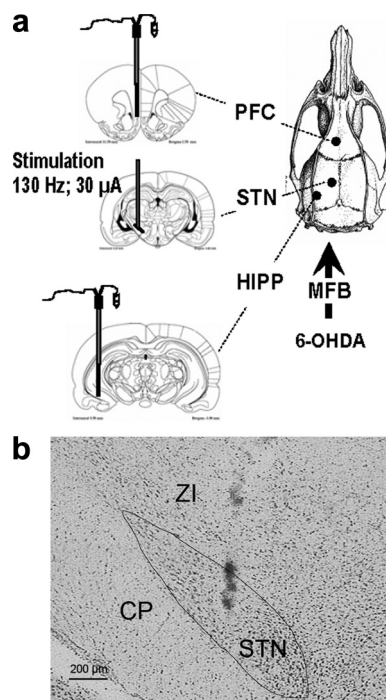 a
PFC
Stimulation
130 Hz; 30 µA
STN
HIPP
MFB
6-OHDA
b
ZI
CP
STN
200 µm